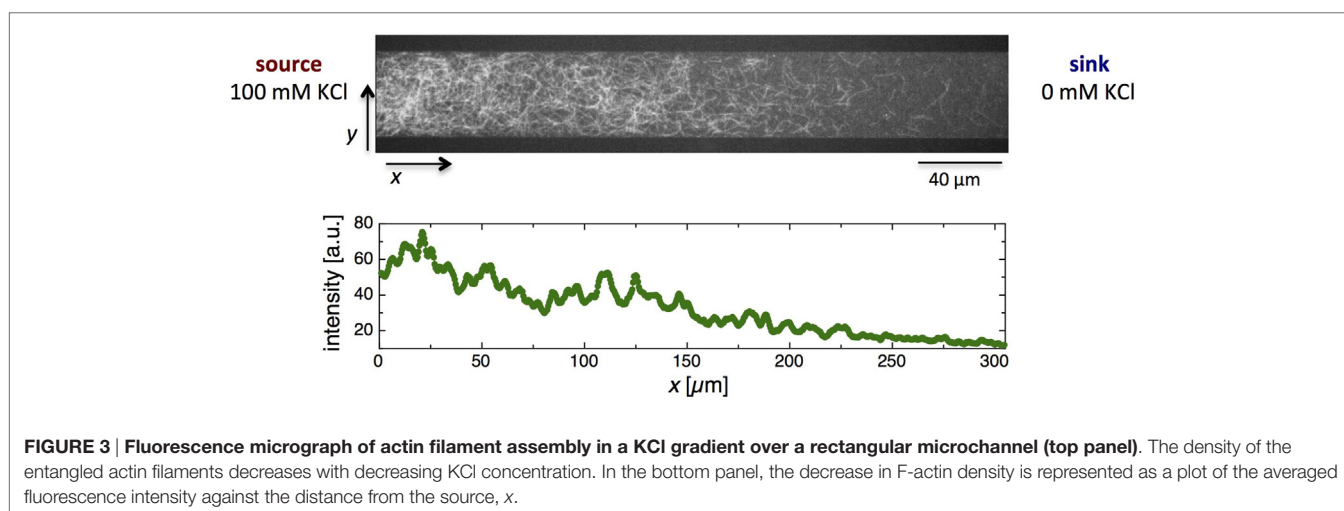 source
100 mM KCl
sink
0 mM KCl
y
x
40 µm
intensity [a.u.]
80
60
40
20
0
50
100
150
200
250
300
x [µm]
FIGURE 3 | Fluorescence micrograph of actin filament assembly in a KCl gradient over a rectangular microchannel (top panel). The density of the
entangled actin filaments decreases with decreasing KCl concentration. In the bottom panel, the decrease in F-actin density is represented as a plot of the averaged
fluorescence intensity against the distance from the source, x.